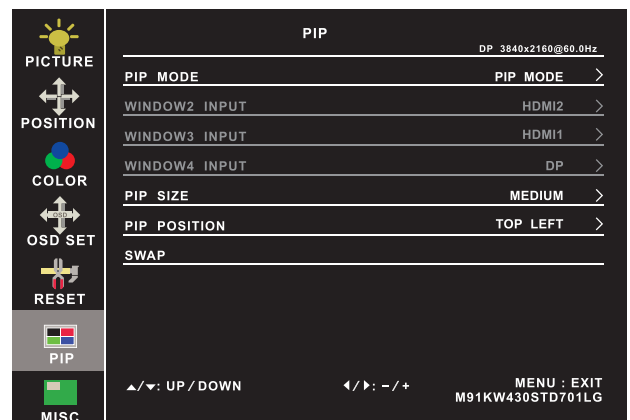 PIP
DP 3840x2160@60.0Hz
PICTURE
PIP MODE PIP MODE >
WINDOW2 INPUT HDMI2 >
POSITION
WINDOW3 INPUT HDMI1 >
WINDOW4 INPUT DP >
COLOR
PIP SIZE MEDIUM >
PIP POSITION TOP LEFT >
OSD
OSD SET
SWAP
RESET
PIP
▲/▼: UP/DOWN ◀/▶: -/+ MENU : EXIT
M91KW430STD701LG
MISC